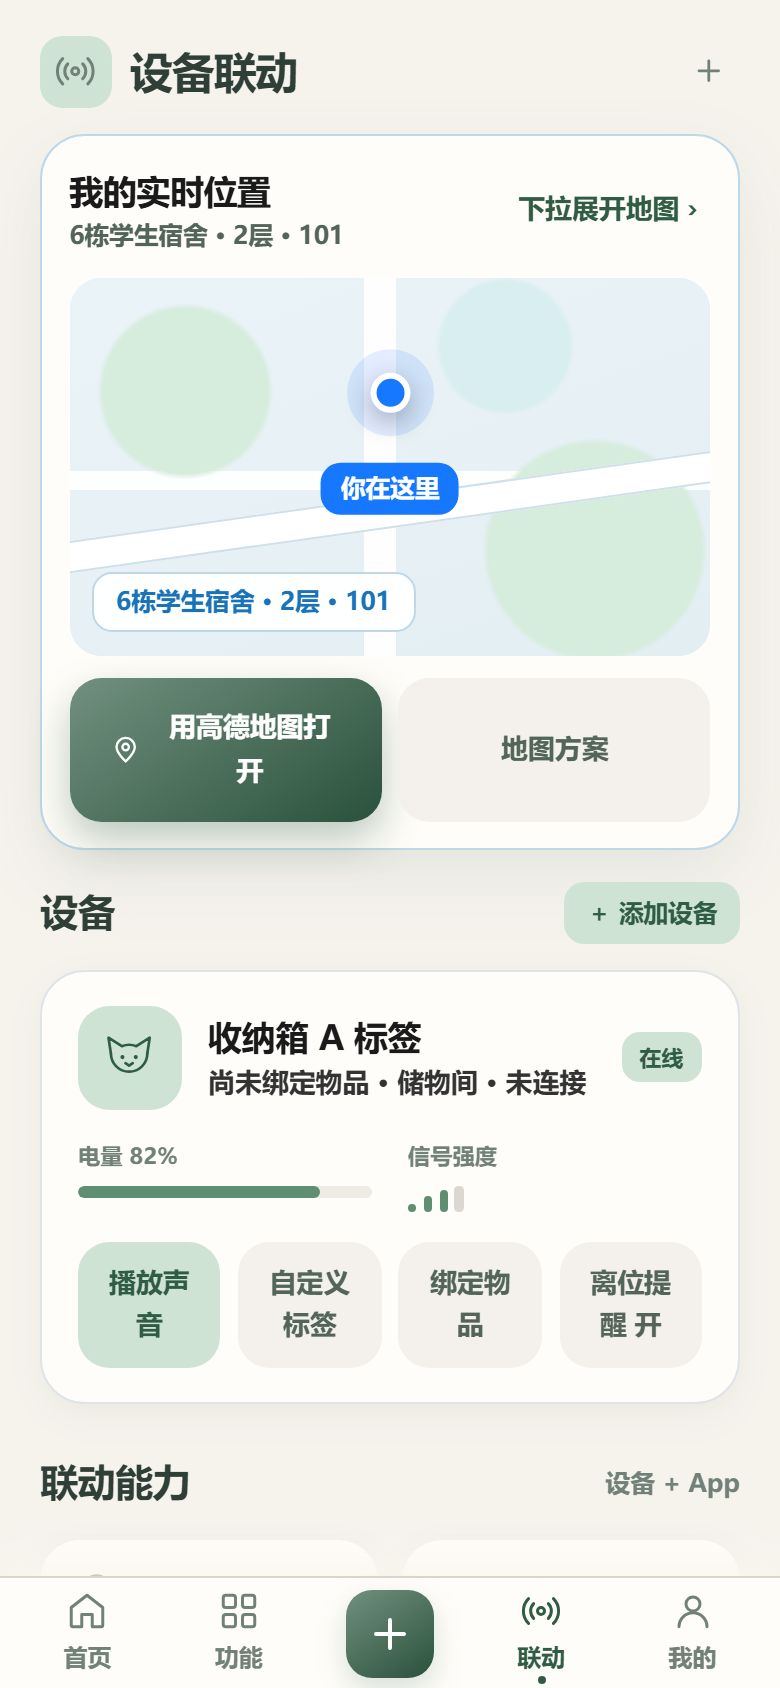 设备联动
我的实时位置
下拉展开地图 ›
6栋学生宿舍 • 2层 • 101
你在这里
6栋学生宿舍 • 2层 • 101
用高德地图打
开
地图方案
设备
+ 添加设备
收纳箱 A 标签
尚未绑定物品 • 储物间 • 未连接
在线
电量 82%
信号强度
播放声
音
自定义
标签
绑定物
品
离位提
醒 开
联动能力
设备 + App
首页
功能
联动
我的